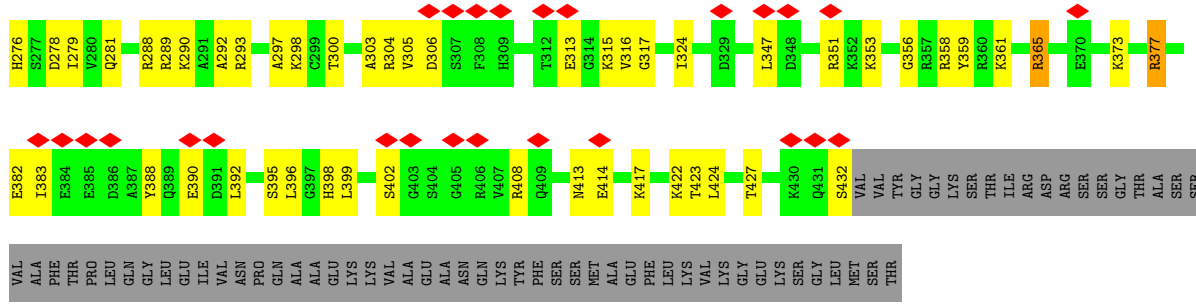 H276 S277 D278 I279 V280 Q281 R288 R289 K290 A291 A292 R293 A297 K298 C299 T300 A303 R304 V305 D306 S307 F308 H309 T312 E313 G314 K315 V316 G317 I324 D329 L347 D348 R351 K352 K353 G356 R357 R358 Y359 R360 K361 R365 E370 K373 R377
E382 I383 E384 E385 D386 A387 Y388 Q389 E390 D391 L392 S395 L396 G397 H398 L399 S402 G403 S404 G405 R406 V407 R408 Q409 N413 E414 K417 K422 T423 L424 T427 K430 Q431 S432 VAL VAL TYR GLY GLY LYS SER THR ILE ARG ASP ARG SER SER GLY THR ALA SER SER
VAL ALA PHE THR PRO LEU GLN GLY LEU GLU ILE VAL ASN PRO GLN ALA ALA GLU LYS LYS VAL ALA GLU ALA ASN GLN LYS TYR PHE SER SER MET ALA GLU PHE LEU LYS VAL LYS GLY GLU LYS SER GLY LEU MET SER THR